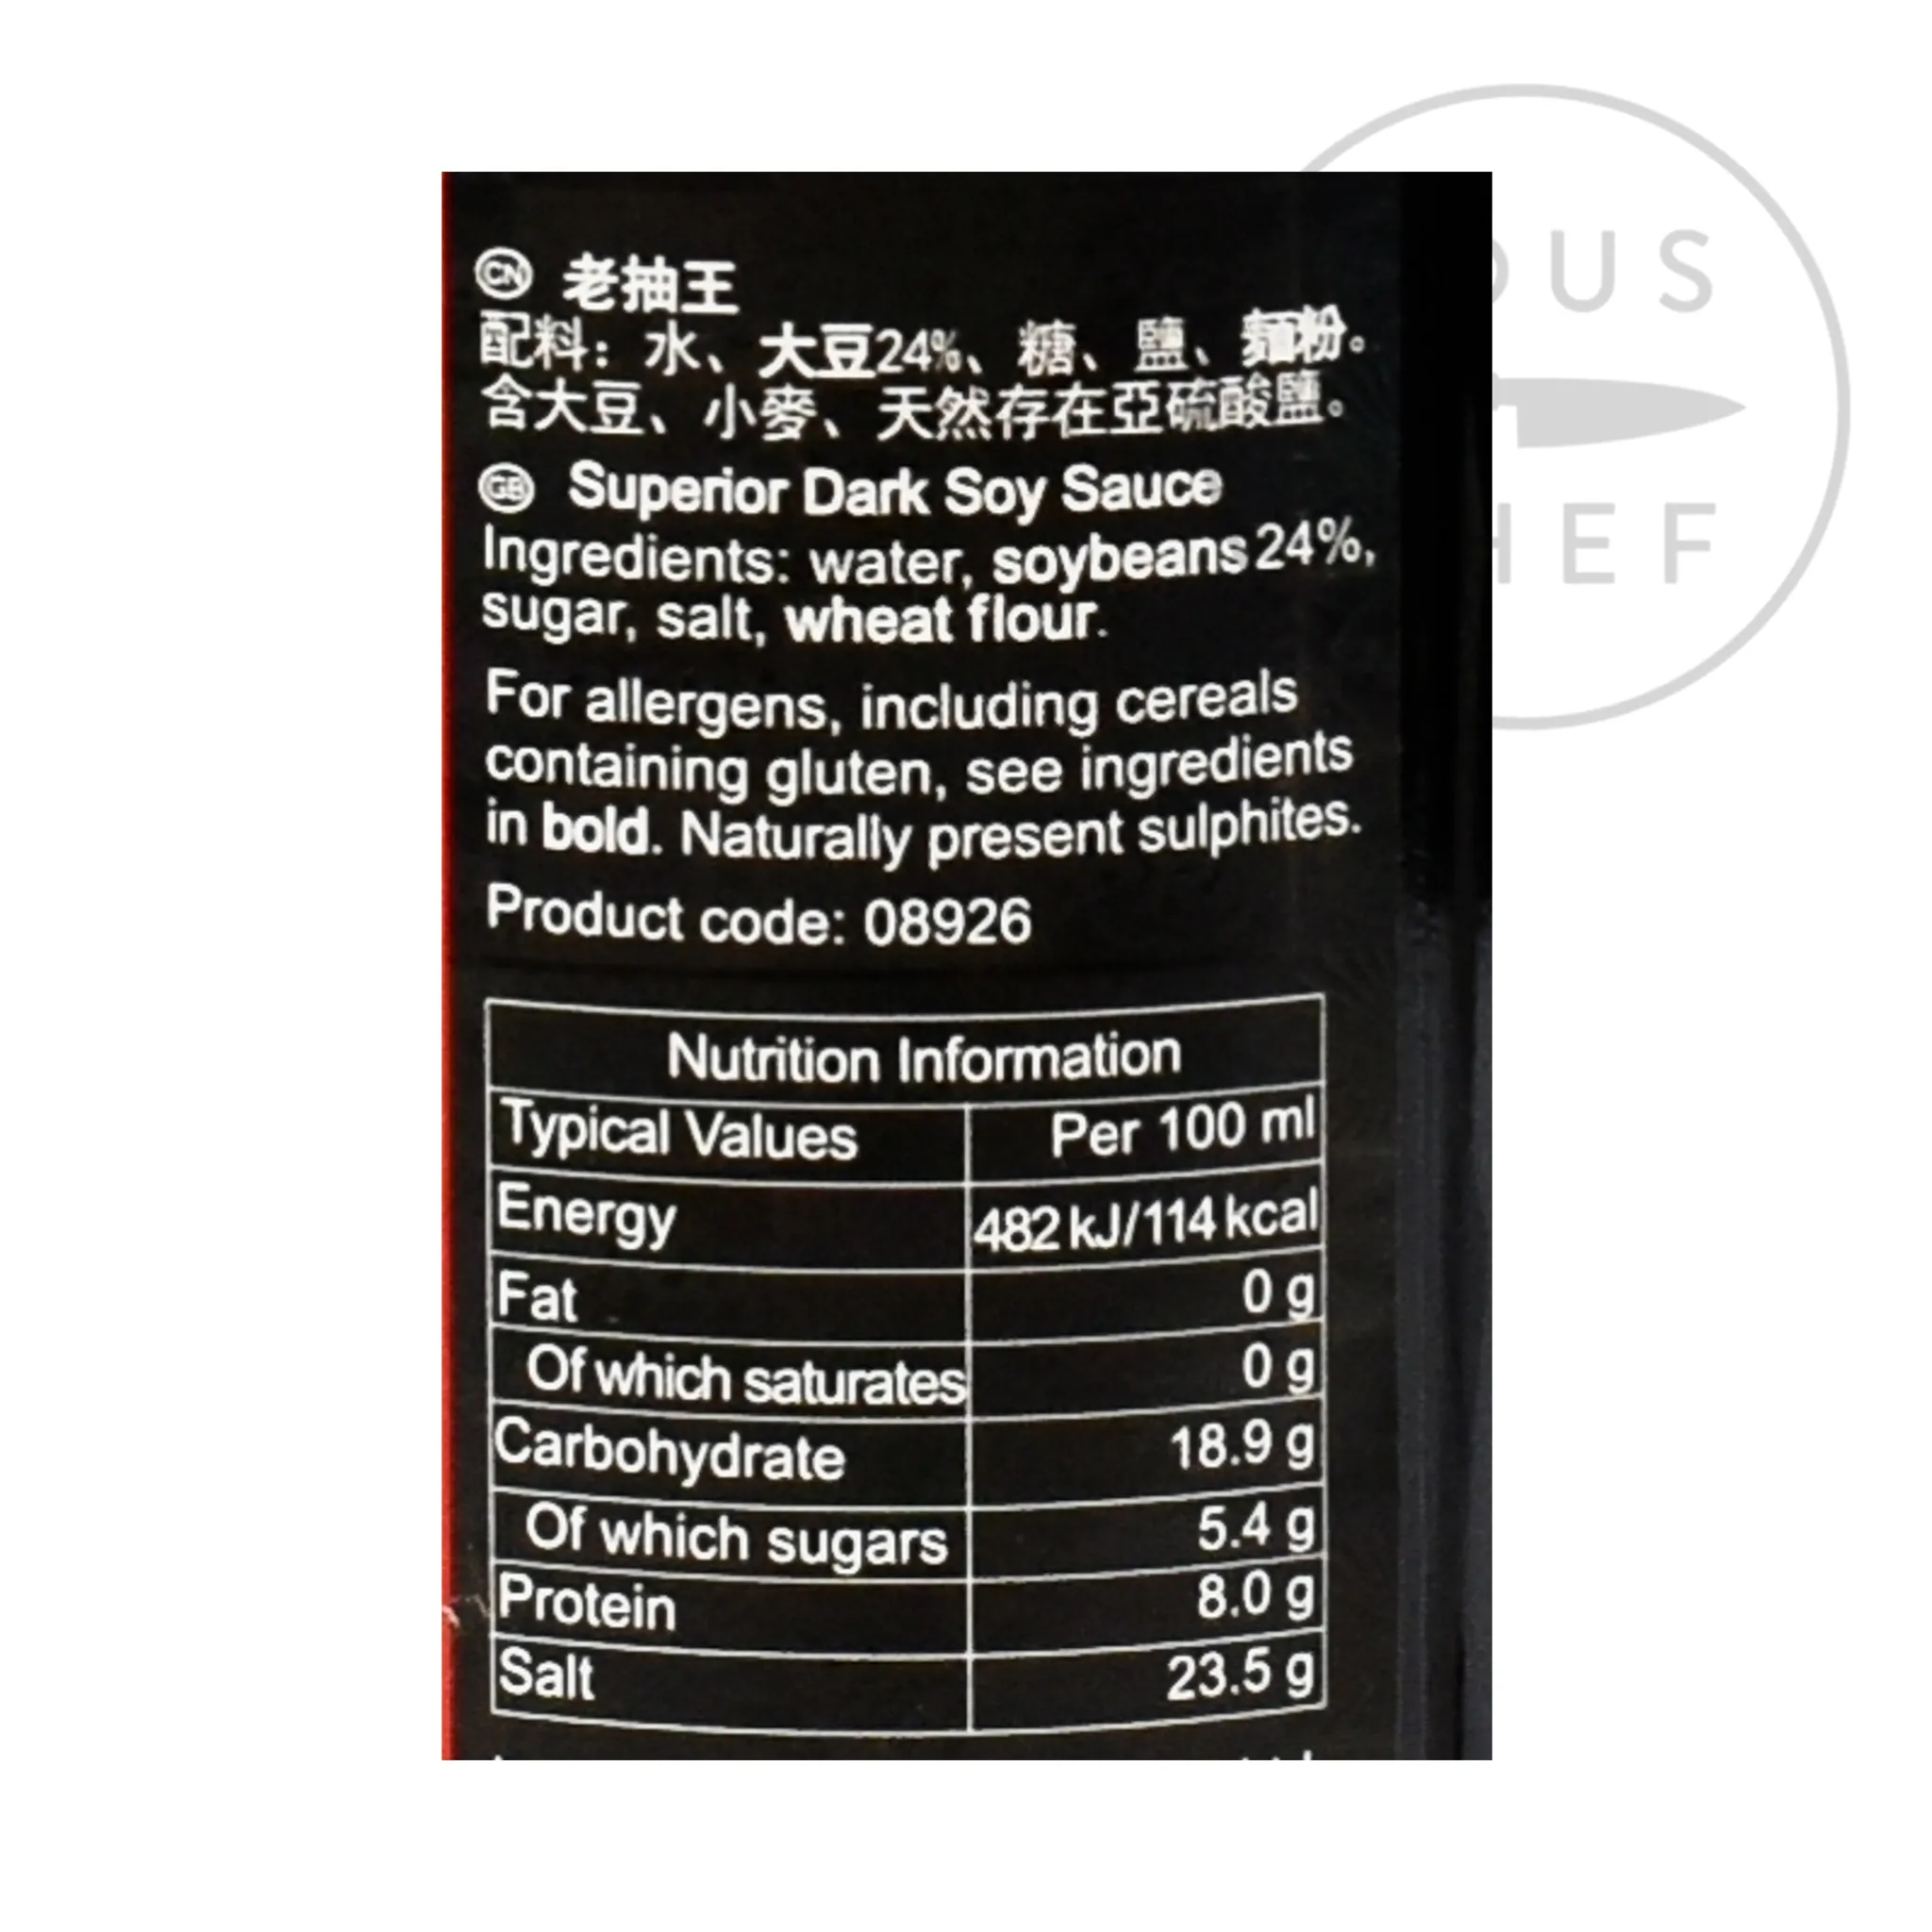 CN 老抽王
配料：水、大豆24%、糖、鹽、麵粉。
含大豆、小麥、天然存在亞硫酸鹽。
GB Superior Dark Soy Sauce
Ingredients: water, soybeans 24%,
sugar, salt, wheat flour.
For allergens, including cereals
containing gluten, see ingredients
in bold. Naturally present sulphites.
Product code: 08926
Nutrition Information
Typical Values Per 100 ml
Energy 482 kJ/114 kcal
Fat 0 g
Of which saturates 0 g
Carbohydrate 18.9 g
Of which sugars 5.4 g
Protein 8.0 g
Salt 23.5 g